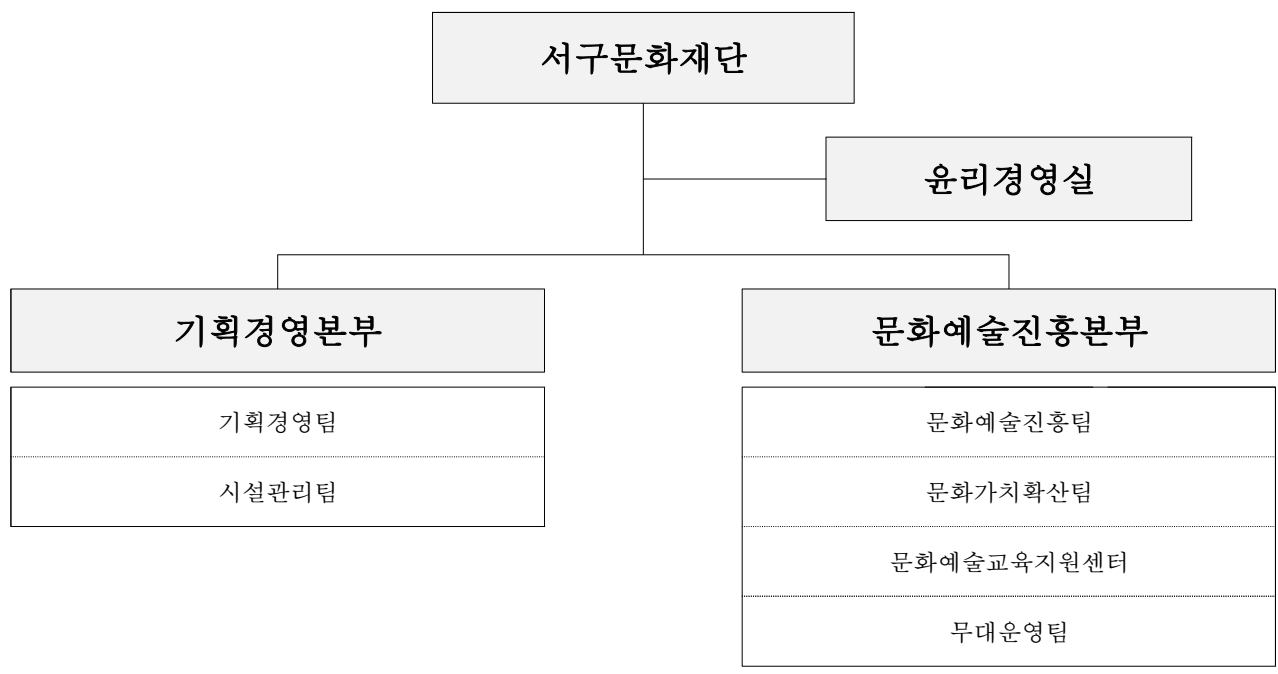 서구문화재단
윤리경영실
기획경영본부
문화예술진흥본부
기획경영팀
시설관리팀
문화예술진흥팀
문화가치확산팀
문화예술교육지원센터
무대운영팀